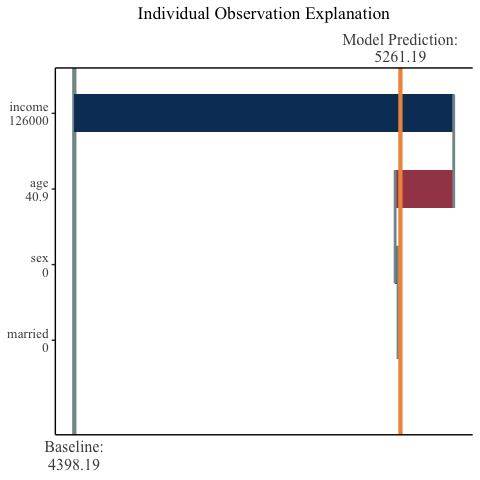 Individual Observation Explanation
Model Prediction:
5261.19
income
126000
age
40.9
sex
0
married
0
Baseline:
4398.19